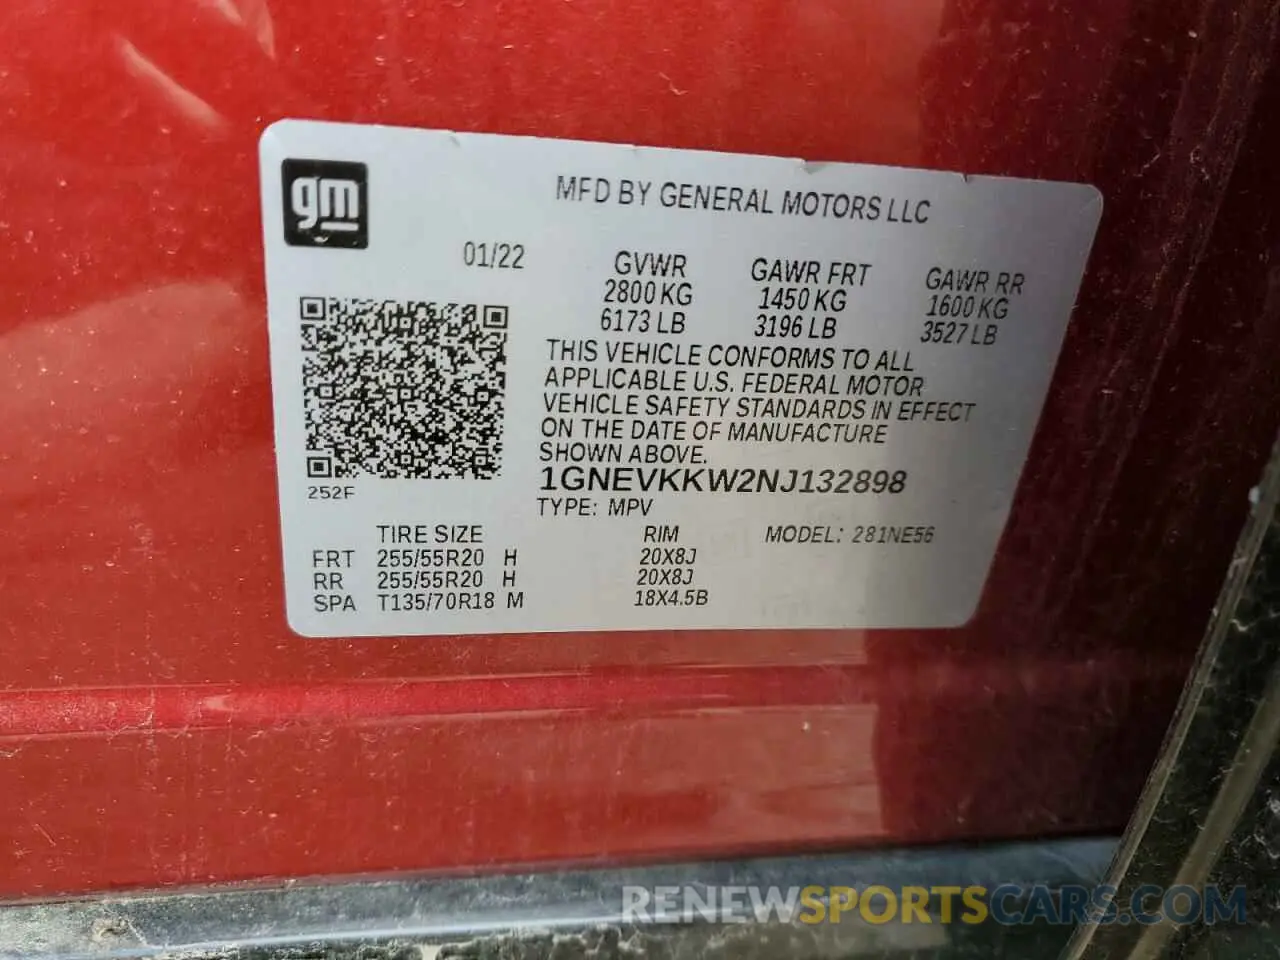 gm
MFD BY GENERAL MOTORS LLC
01/22
GVWR GAWR FRT GAWR RR
2800 KG 1450 KG 1600 KG
6173 LB 3196 LB 3527 LB
THIS VEHICLE CONFORMS TO ALL
APPLICABLE U.S. FEDERAL MOTOR
VEHICLE SAFETY STANDARDS IN EFFECT
ON THE DATE OF MANUFACTURE
SHOWN ABOVE.
1GNEVKKW2NJ132898
252F
TYPE: MPV
TIRE SIZE RIM MODEL: 281NE56
FRT 255/55R20 H 20X8J
RR 255/55R20 H 20X8J
SPA T135/70R18 M 18X4.5B
RENEWSPORTSCARS.COM